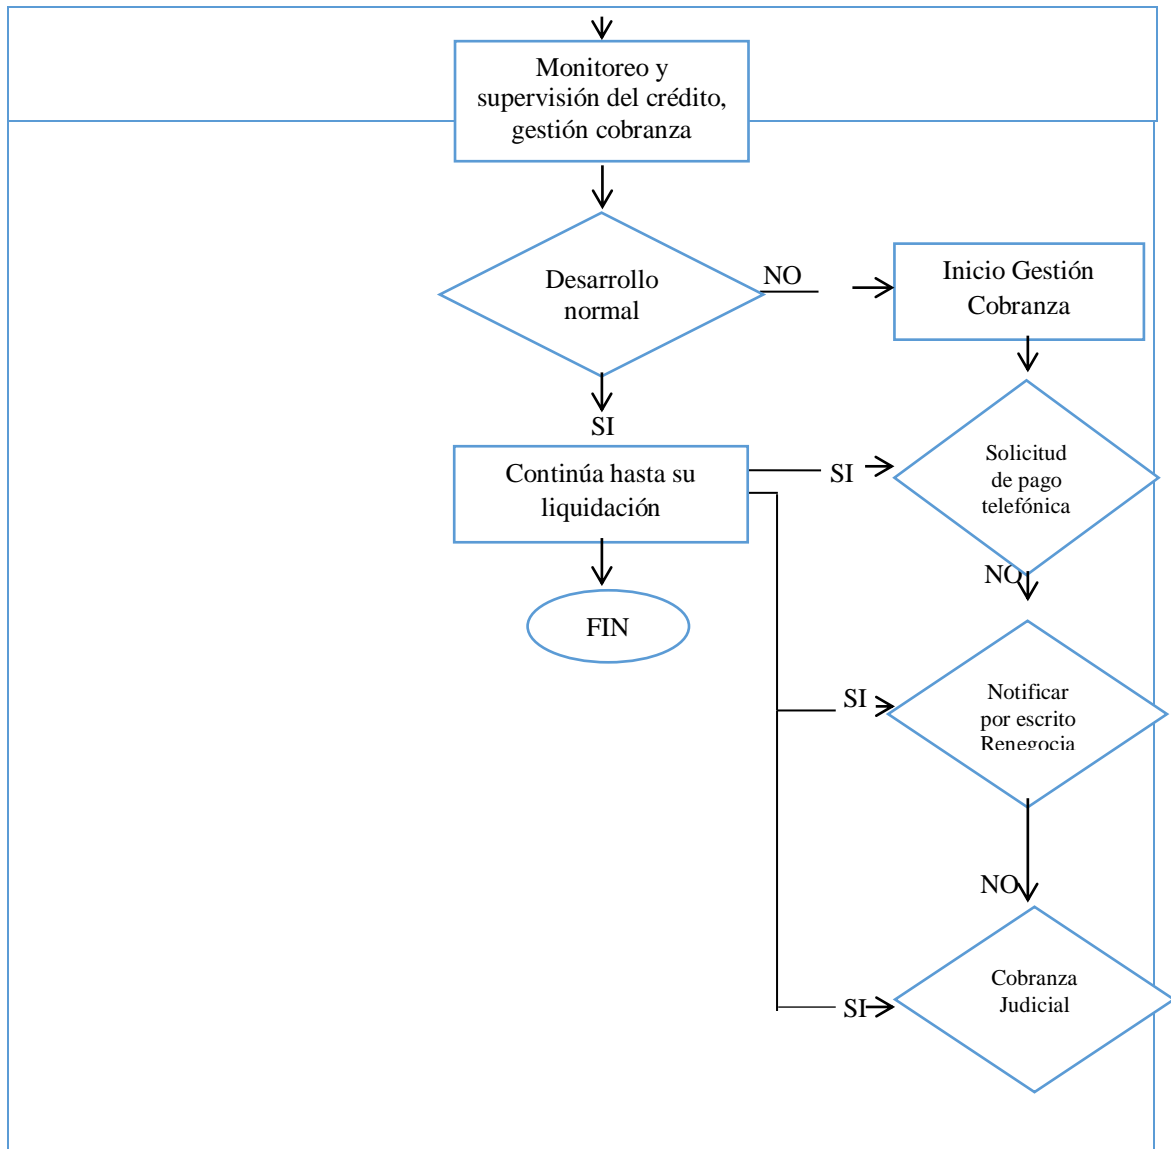 Monitoreo y
supervisión del crédito,
gestión cobranza
Desarrollo
normal
NO
Inicio Gestión
Cobranza
SI
Continúa hasta su
liquidación
SI
Solicitud
de pago
telefónica
NO
FIN
SI
Notificar
por escrito
Renegocia
NO
Cobranza
Judicial
SI